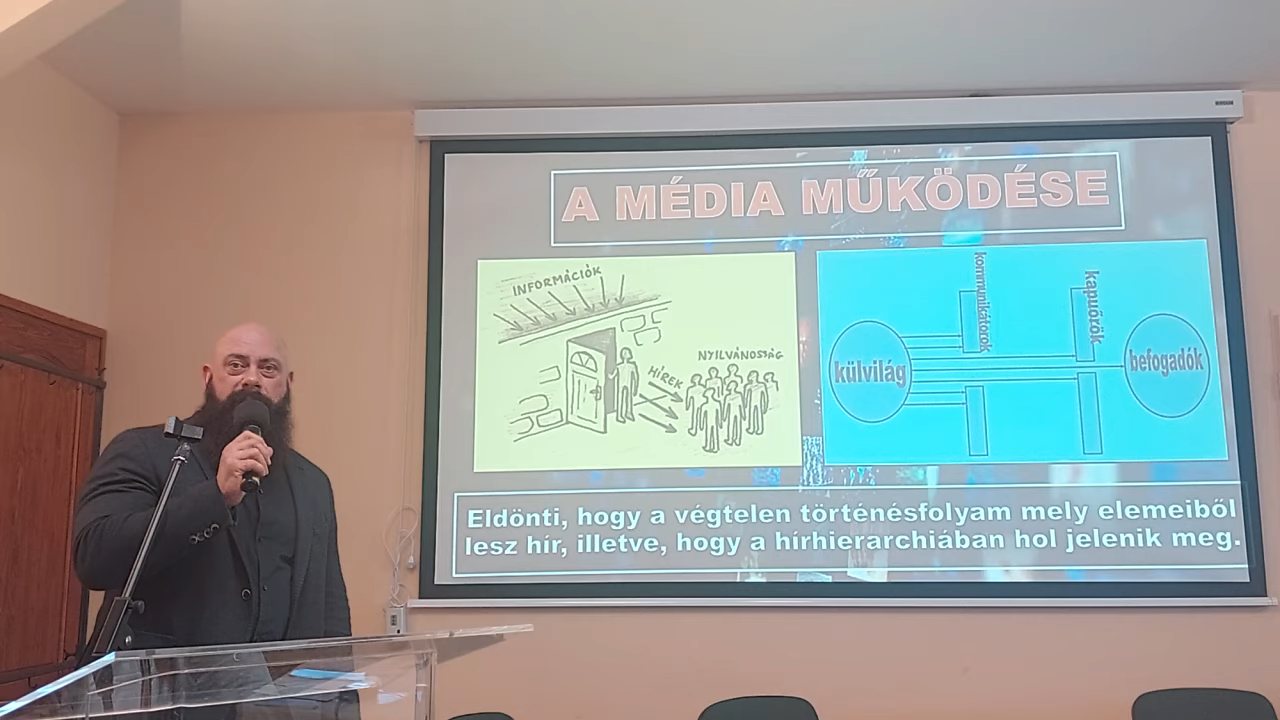 A MÉDIA MŰKÖDÉSE
INFORMÁCIÓK
NYILVÁNOSSÁG
HÍREK
kommunikátorok
kapuőrök
külvilág
befogadók
Eldönti, hogy a végtelen történésfolyam mely elemeiből
lesz hír, illetve, hogy a hírhierarchiában hol jelenik meg.